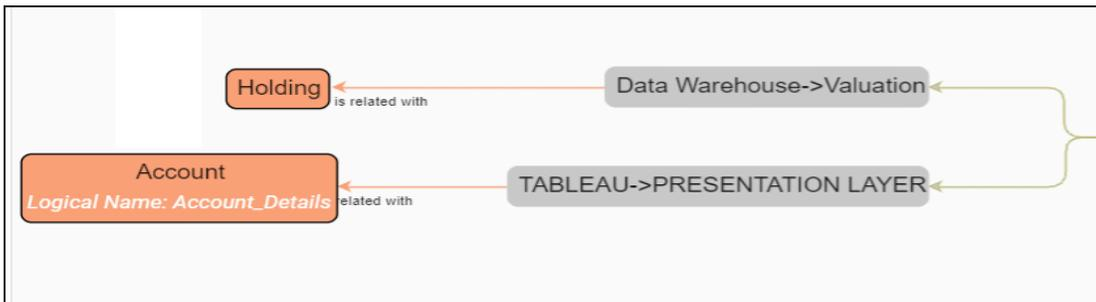 Holding
is related with
Data Warehouse->Valuation
Account
Logical Name: Account_Details
related with
TABLEAU->PRESENTATION LAYER